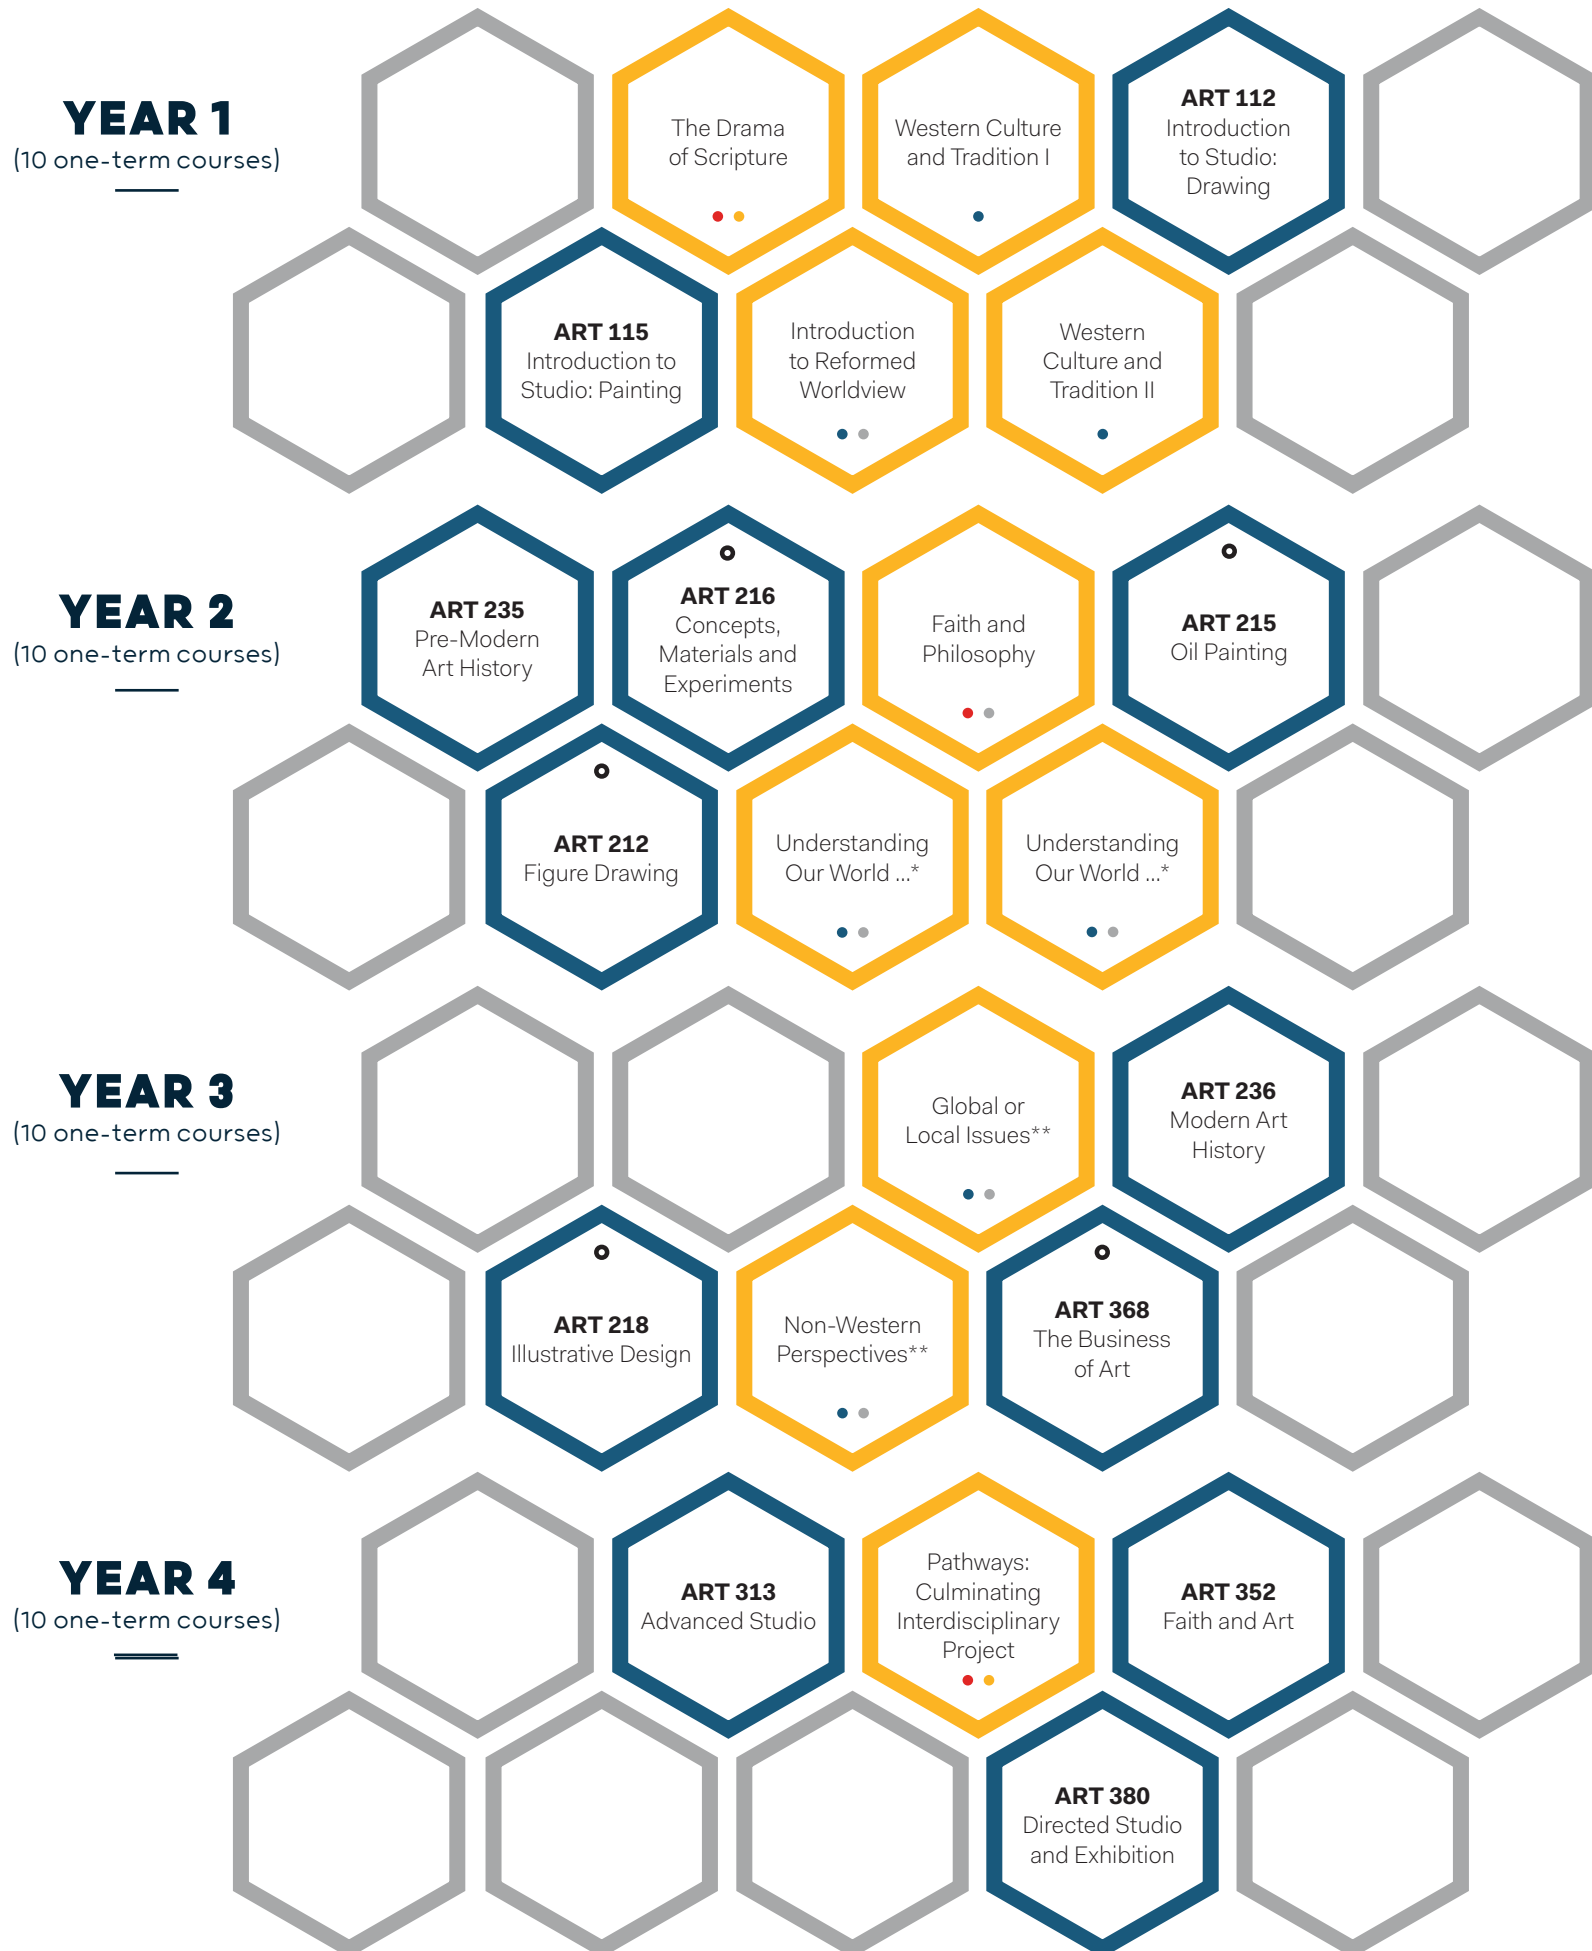 YEAR 1
(10 one-term courses)
The Drama
of Scripture
Western Culture
and Tradition I
ART 112
Introduction
to Studio:
Drawing
ART 115
Introduction to
Studio: Painting
Introduction
to Reformed
Worldview
Western
Culture and
Tradition II
YEAR 2
(10 one-term courses)
ART 235
Pre-Modern
Art History
ART 216
Concepts,
Materials and
Experiments
Faith and
Philosophy
ART 215
Oil Painting
ART 212
Figure Drawing
Understanding
Our World ...*
Understanding
Our World ...*
YEAR 3
(10 one-term courses)
Global or
Local Issues**
ART 236
Modern Art
History
ART 218
Illustrative Design
Non-Western
Perspectives**
ART 368
The Business
of Art
YEAR 4
(10 one-term courses)
ART 313
Advanced Studio
Pathways:
Culminating
Interdisciplinary
Project
ART 352
Faith and Art
ART 380
Directed Studio
and Exhibition